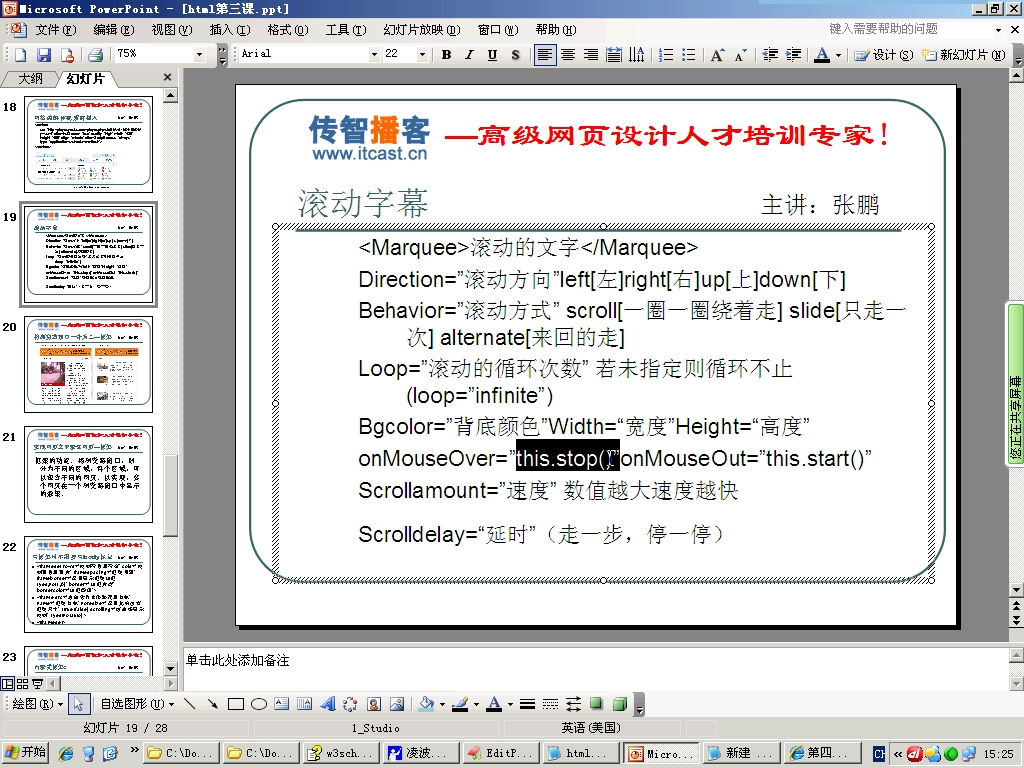 Microsoft PowerPoint - [html第三课.ppt]
文件(F) 编辑(E) 视图(V) 插入(I) 格式(O) 工具(T) 幻灯片放映(D) 窗口(W) 帮助(H) 键入需要帮助的问题
75% Arial 22 B I U S A A A 设计(S) 新幻灯片(N)
大纲 幻灯片
18
19
20
21
22
23
传智播客 —高级网页设计人才培训专家!
www.itcast.cn
滚动字幕 主讲：张鹏
<Marquee>滚动的文字</Marquee>
Direction=”滚动方向”left[左]right[右]up[上]down[下]
Behavior=”滚动方式” scroll[一圈一圈绕着走] slide[只走一
次] alternate[来回的走]
Loop=”滚动的循环次数” 若未指定则循环不止
(loop=”infinite”)
Bgcolor=”背底颜色”Width=“宽度”Height=“高度”
onMouseOver=”this.stop()”onMouseOut=”this.start()”
Scrollamount=”速度” 数值越大速度越快
Scrolldelay=“延时”（走一步，停一停）
您正在共享屏幕
单击此处添加备注
绘图(R) 自选图形(U) A
幻灯片 19 / 28 1_Studio 英语(美国)
开始 C:\Do... C:\Do... w3sch... 凌波... EditP... html... Micro... 新建 ... 第四... CH 15:25